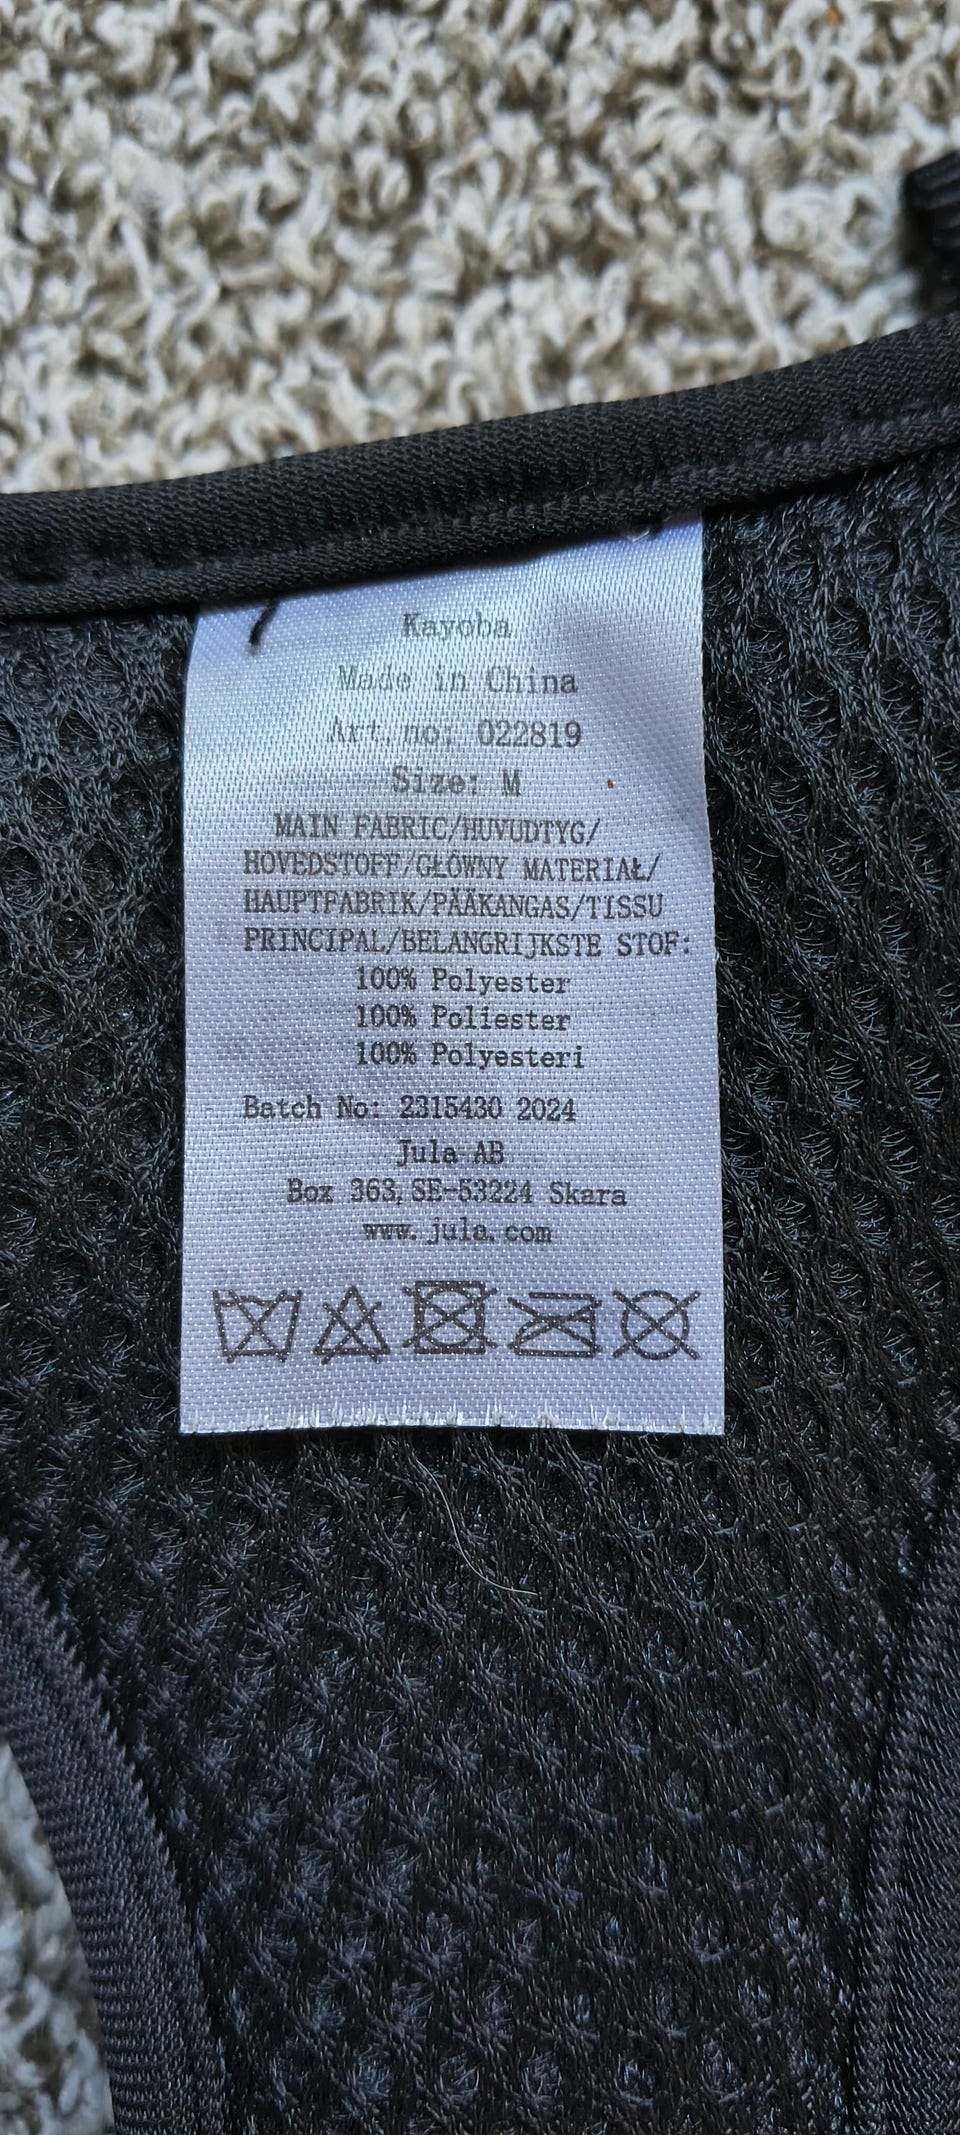 Kayoba
Made in China
Art. no: 022819
Size: M
MAIN FABRIC/HUVUDTYG/
HOVEDSTOFF/GŁÓWNY MATERIAŁ/
HAUPTFABRIK/PÄÄKANGAS/TISSU
PRINCIPAL/BELANGRIJKSTE STOF:
100% Polyester
100% Poliester
100% Polyesteri
Batch No: 2315430 2024
Jula AB
Box 363, SE-53224 Skara
www.jula.com